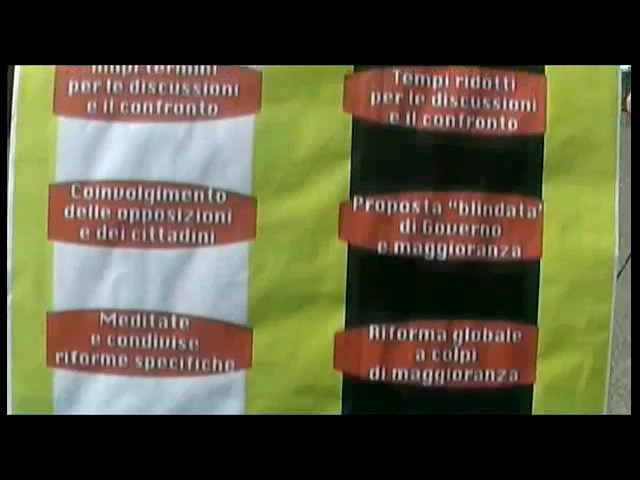 Ampi termini
per le discussioni
e il confronto
Coinvolgimento
delle opposizioni
e dei cittadini
Meditate
e condivise
riforme specifiche
Tempi ridotti
per le discussioni
e il confronto
Proposta "blindata"
di Governo
e maggioranza
Riforma globale
a colpi
di maggioranza